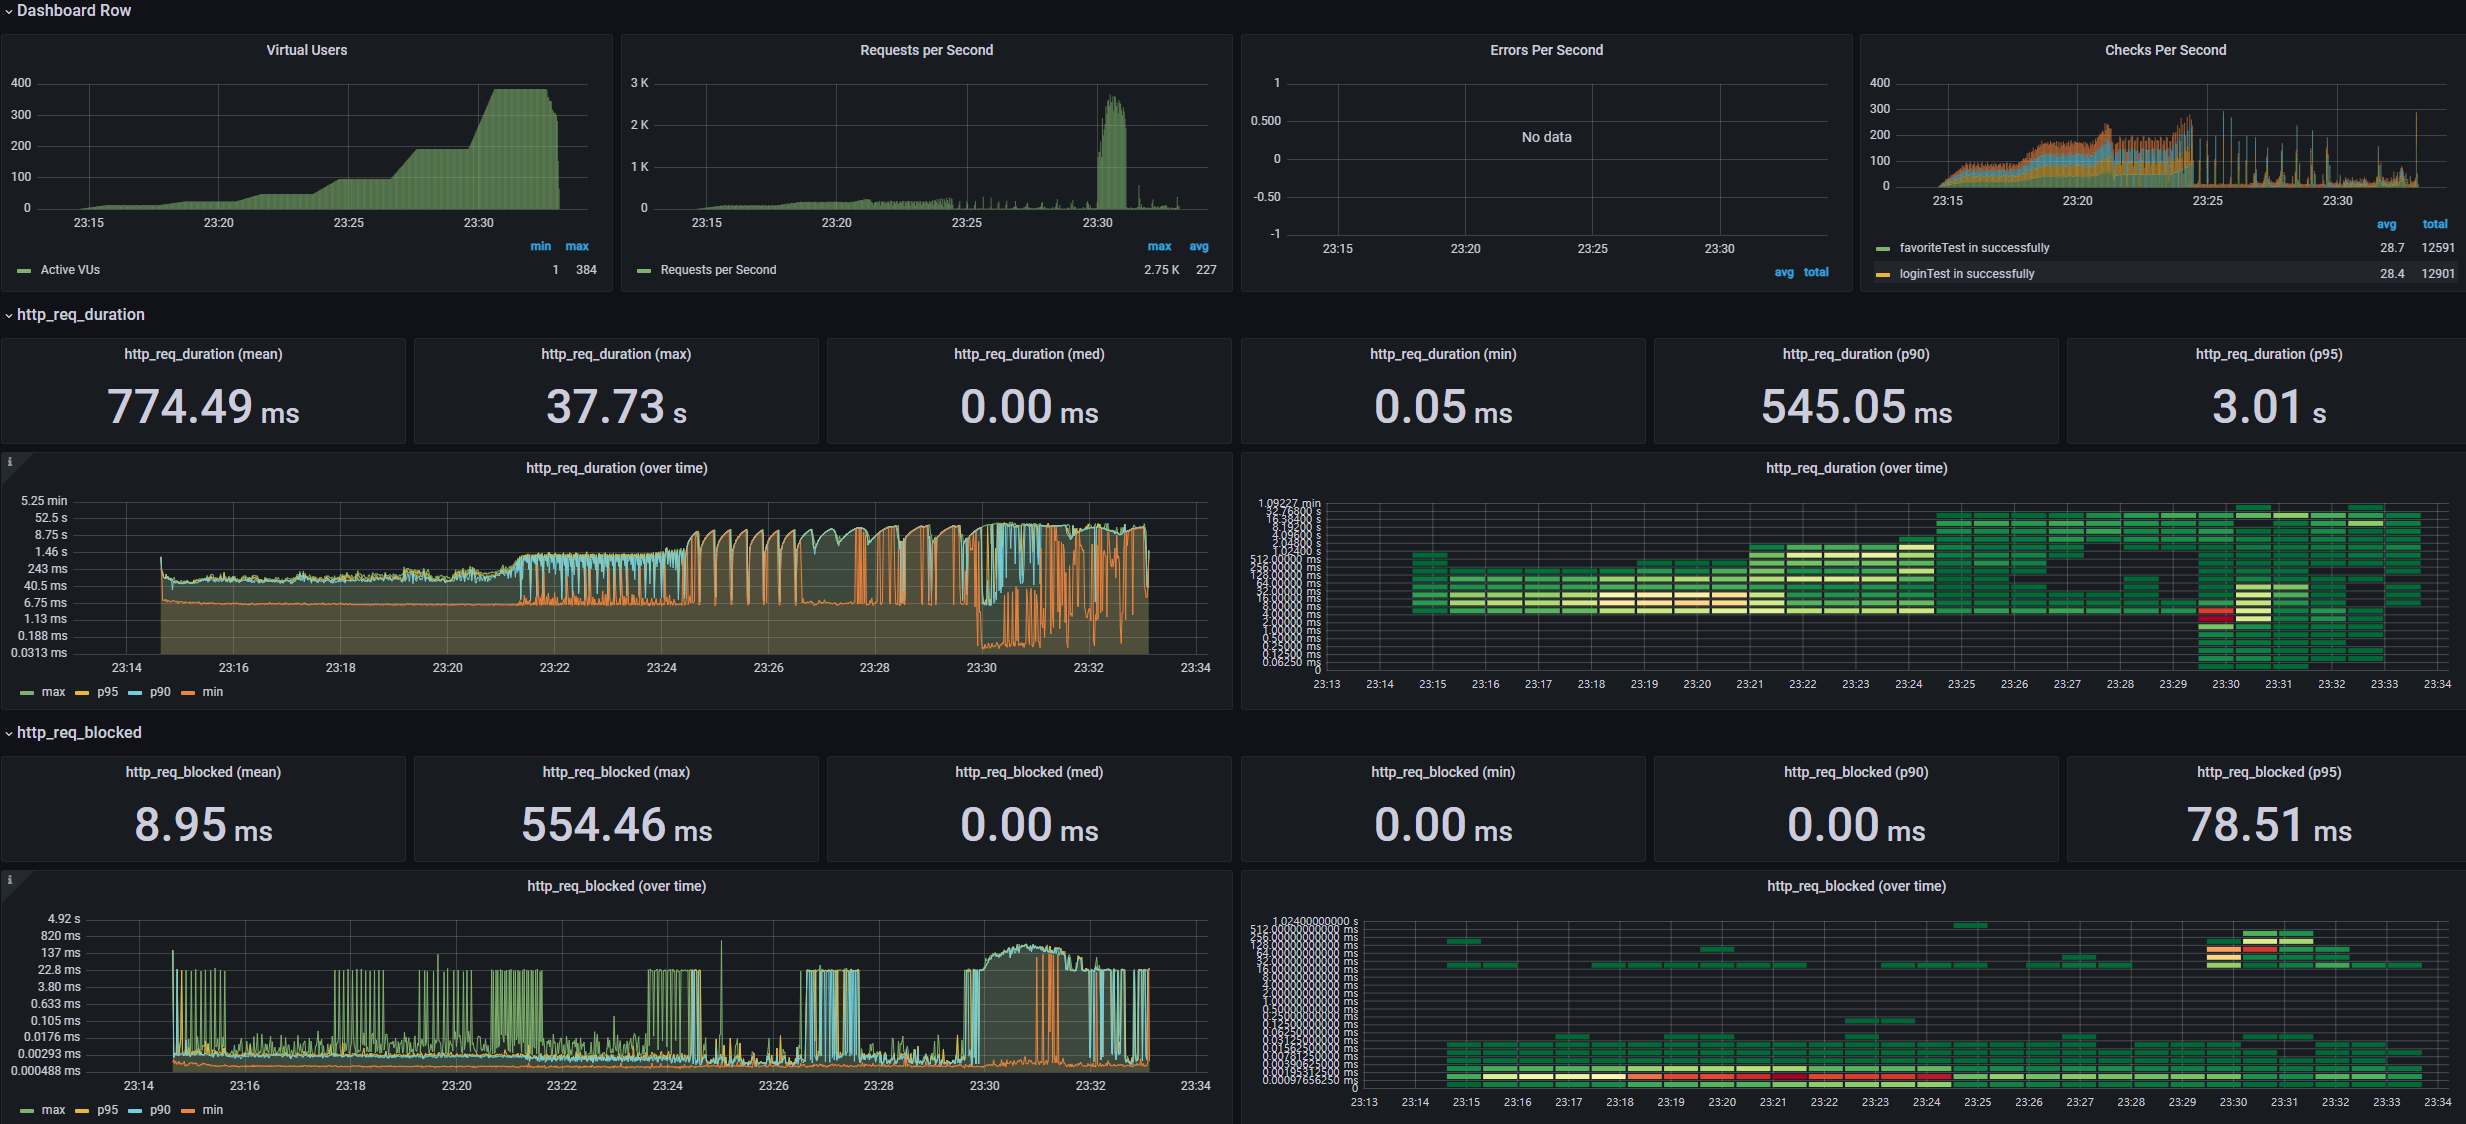 Dashboard Row
Virtual Users
400
300
200
100
0
23:15 23:20 23:25 23:30
min max
Active VUs 1 384
Requests per Second
3 K
2 K
1 K
0
23:15 23:20 23:25 23:30
max avg
Requests per Second 2.75 K 227
Errors Per Second
1
0.500
0
-0.50
-1
No data
23:15 23:20 23:25 23:30
avg total
Checks Per Second
400
300
200
100
0
23:15 23:20 23:25 23:30
avg total
favoriteTest in successfully 28.7 12591
loginTest in successfully 28.4 12901
http_req_duration
http_req_duration (mean)
774.49 ms
http_req_duration (max)
37.73 s
http_req_duration (med)
0.00 ms
http_req_duration (min)
0.05 ms
http_req_duration (p90)
545.05 ms
http_req_duration (p95)
3.01 s
http_req_duration (over time)
5.25 min
52.5 s
8.75 s
1.46 s
243 ms
40.5 ms
6.75 ms
1.13 ms
0.188 ms
0.0313 ms
23:14 23:16 23:18 23:20 23:22 23:24 23:26 23:28 23:30 23:32 23:34
max p95 p90 min
http_req_duration (over time)
1.09227 min
32.76800 s
16.38400 s
8.19200 s
4.09600 s
2.04800 s
1.02400 s
512.00000 ms
256.00000 ms
128.00000 ms
64.00000 ms
32.00000 ms
16.00000 ms
8.00000 ms
4.00000 ms
2.00000 ms
1.00000 ms
0.50000 ms
0.25000 ms
0.12500 ms
0.06250 ms
0
23:13 23:14 23:15 23:16 23:17 23:18 23:19 23:20 23:21 23:22 23:23 23:24 23:25 23:26 23:27 23:28 23:29 23:30 23:31 23:32 23:33 23:34
http_req_blocked
http_req_blocked (mean)
8.95 ms
http_req_blocked (max)
554.46 ms
http_req_blocked (med)
0.00 ms
http_req_blocked (min)
0.00 ms
http_req_blocked (p90)
0.00 ms
http_req_blocked (p95)
78.51 ms
http_req_blocked (over time)
4.92 s
820 ms
137 ms
22.8 ms
3.80 ms
0.633 ms
0.105 ms
0.0176 ms
0.00293 ms
0.000488 ms
23:14 23:16 23:18 23:20 23:22 23:24 23:26 23:28 23:30 23:32 23:34
max p95 p90 min
http_req_blocked (over time)
1.02400000000 s
0.00097656250 ms
0
23:13 23:14 23:15 23:16 23:17 23:18 23:19 23:20 23:21 23:22 23:23 23:24 23:25 23:26 23:27 23:28 23:29 23:30 23:31 23:32 23:33 23:34